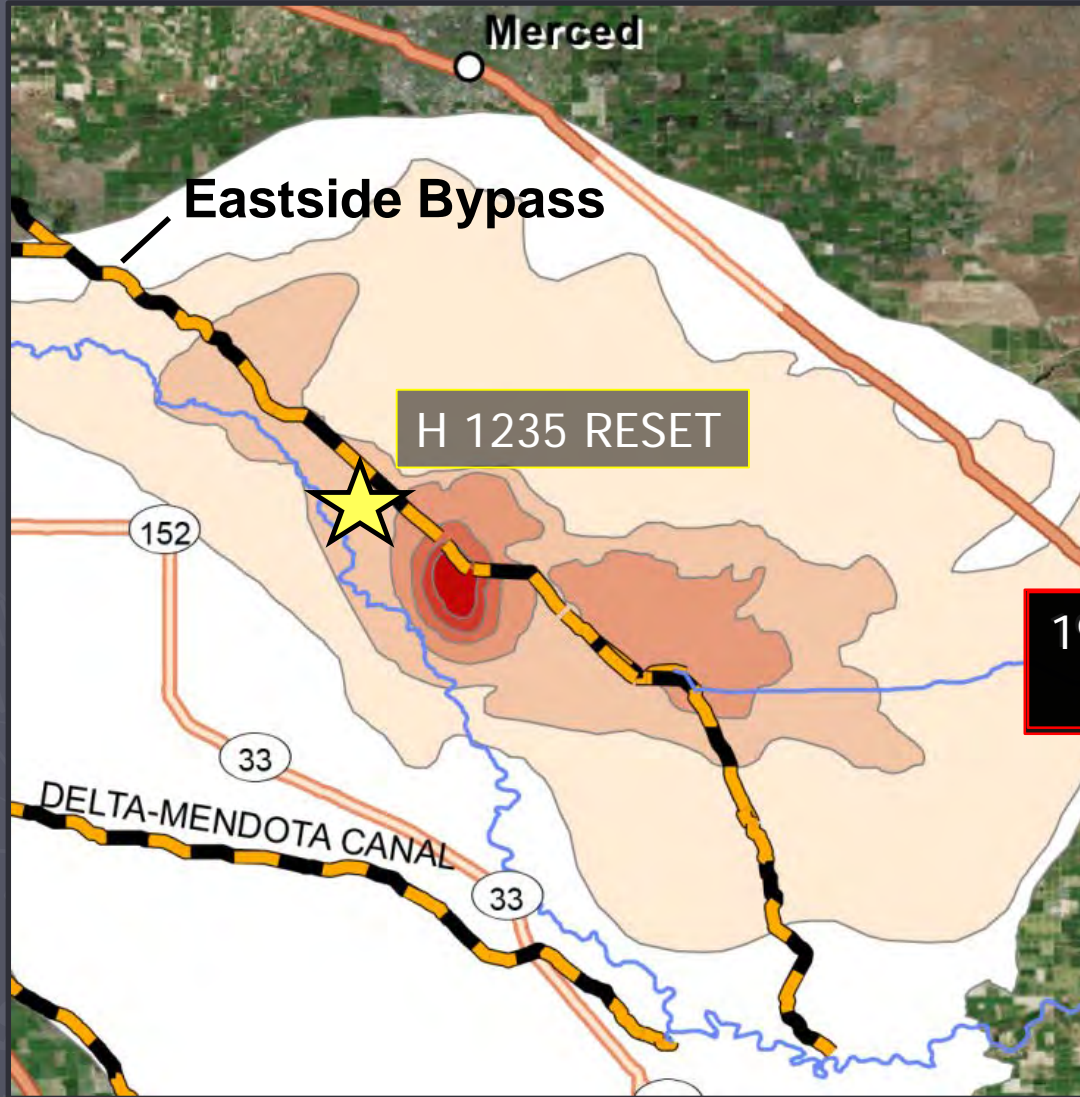 Merced
Eastside Bypass
H 1235 RESET
152
33
DELTA-MENDOTA CANAL
33